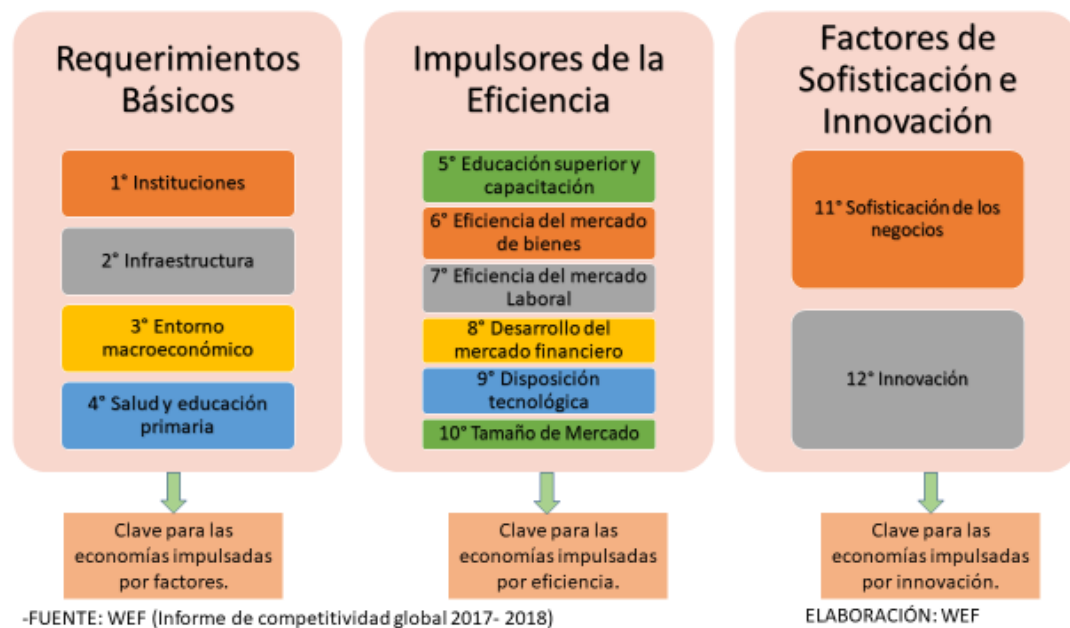 Requerimientos
Básicos
1° Instituciones
2° Infraestructura
3° Entorno
macroeconómico
4° Salud y educación
primaria
Clave para las
economías impulsadas
por factores.
Impulsores de la
Eficiencia
5° Educación superior y
capacitación
6° Eficiencia del mercado
de bienes
7° Eficiencia del mercado
Laboral
8° Desarrollo del
mercado financiero
9° Disposición
tecnológica
10° Tamaño de Mercado
Clave para las
economías impulsadas
por eficiencia.
Factores de
Sofisticación e
Innovación
11° Sofisticación de los
negocios
12° Innovación
Clave para las
economías impulsadas
por innovación.
-FUENTE: WEF (Informe de competitividad global 2017- 2018)
ELABORACIÓN: WEF